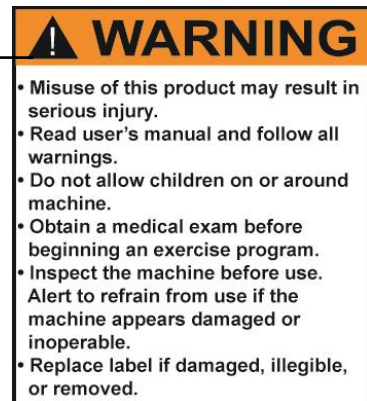 ! WARNING
• Misuse of this product may result in
serious injury.
• Read user's manual and follow all
warnings.
• Do not allow children on or around
machine.
• Obtain a medical exam before
beginning an exercise program.
• Inspect the machine before use.
Alert to refrain from use if the
machine appears damaged or
inoperable.
• Replace label if damaged, illegible,
or removed.